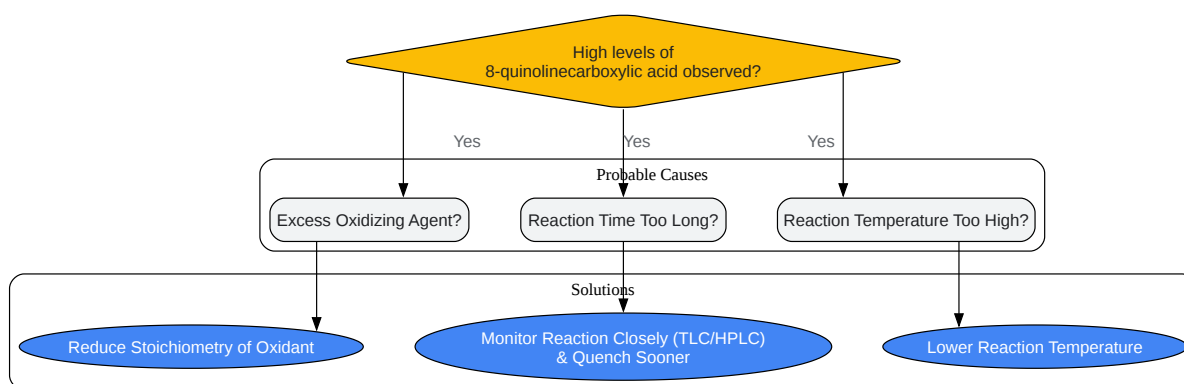 High levels of
8-quinolinecarboxylic acid observed?
Yes
Yes
Yes
Probable Causes
Excess Oxidizing Agent?
Reaction Time Too Long?
Reaction Temperature Too High?
Solutions
Reduce Stoichiometry of Oxidant
Monitor Reaction Closely (TLC/HPLC)
& Quench Sooner
Lower Reaction Temperature